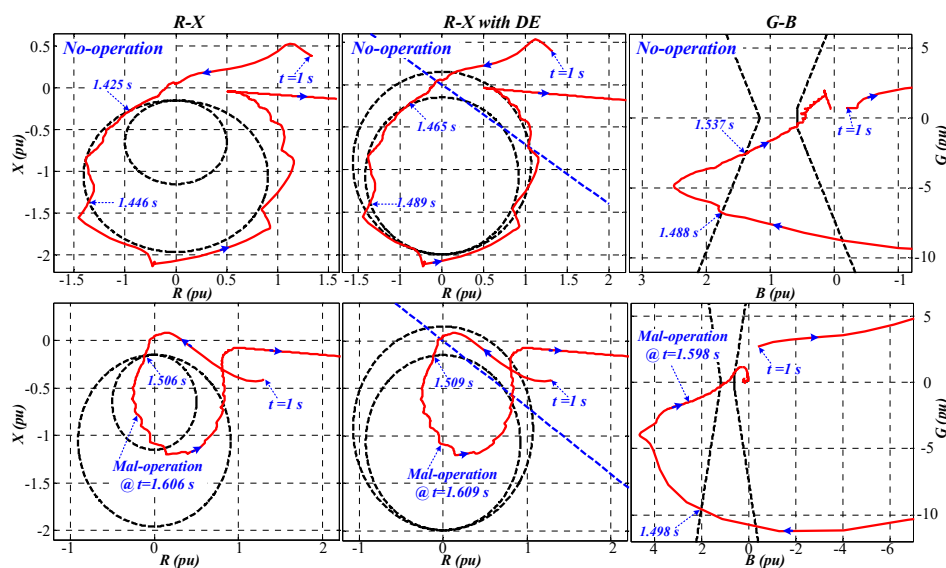 R-X
R-X with DE
G-B
No-operation
No-operation
No-operation
t =1 s
t =1 s
t =1 s
1.425 s
1.446 s
1.465 s
1.489 s
1.537 s
1.488 s
0.5
0
-0.5
-1
-1.5
-2
X (pu)
-1.5 -1 -0.5 0 0.5 1 1.5
R (pu)
-1.5 -1 -0.5 0 0.5 1 1.5 2
R (pu)
3 2 1 0 -1
B (pu)
5
0
-5
-10
G (pu)
1.506 s
t =1 s
Mal-operation
@ t=1.606 s
1.509 s
t =1 s
Mal-operation
@ t=1.609 s
Mal-operation
@ t=1.598 s
t =1 s
1.498 s
0
-0.5
-1
-1.5
-2
X (pu)
-1 0 1 2
R (pu)
-1 0 1 2
R (pu)
4 2 0 -2 -4 -6
B (pu)
5
0
-5
-10
G (pu)